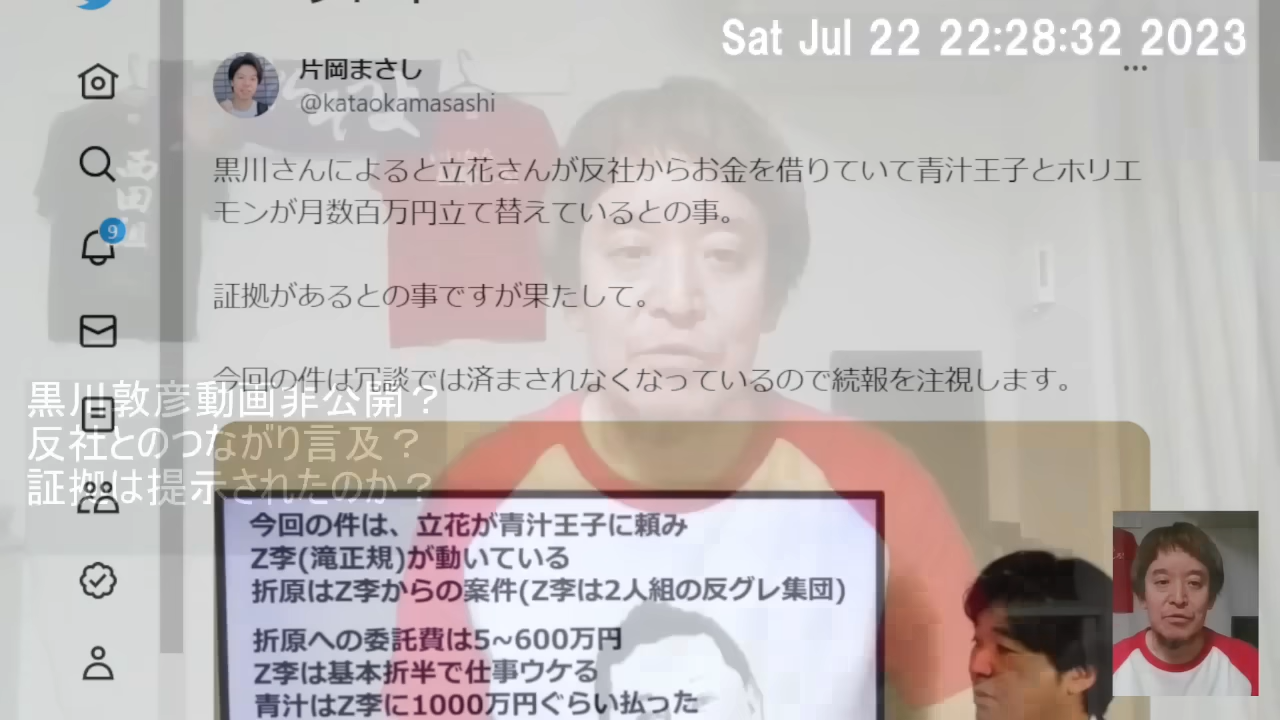 Sat Jul 22 22:28:32 2023
片岡まさし
@kataokamasashi
黒川さんによると立花さんが反社からお金を借りていて青汁王子とホリエ
モンが月数百万円立て替えているとの事。
証拠があるとの事ですが果たして。
今回の件は冗談では済まされなくなっているので続報を注視します。
9
西田組
黒川敦彦動画非公開？
反社とのつながり言及？
証拠は提示されたのか？
今回の件は、立花が青汁王子に頼み
Z李(滝正規)が動いている
折原はZ李からの案件(Z李は2人組の反グレ集団)
折原への委託費は5~600万円
Z李は基本折半で仕事ウケる
青汁はZ李に1000万円ぐらい払った